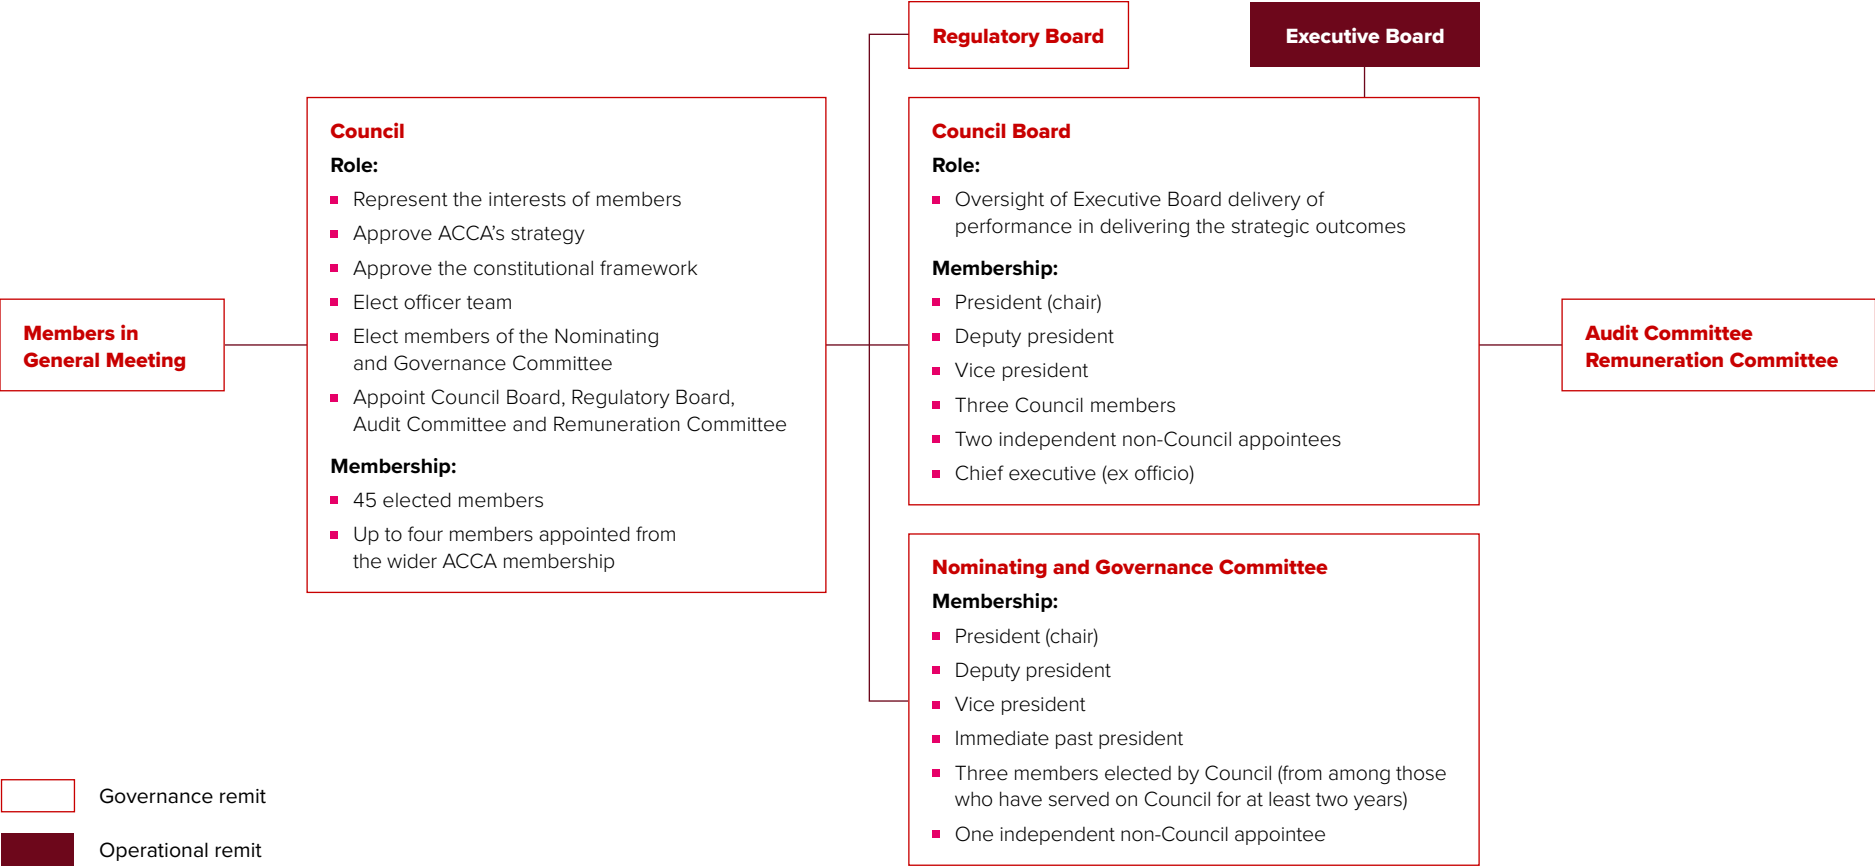 Regulatory Board
Executive Board
Members in
General Meeting
Council
Role:
Represent the interests of members
Approve ACCA’s strategy
Approve the constitutional framework
Elect officer team
Elect members of the Nominating
and Governance Committee
Appoint Council Board, Regulatory Board,
Audit Committee and Remuneration Committee
Membership:
45 elected members
Up to four members appointed from
the wider ACCA membership
Council Board
Role:
Oversight of Executive Board delivery of
performance in delivering the strategic outcomes
Membership:
President (chair)
Deputy president
Vice president
Three Council members
Two independent non-Council appointees
Chief executive (ex officio)
Audit Committee
Remuneration Committee
Nominating and Governance Committee
Membership:
President (chair)
Deputy president
Vice president
Immediate past president
Three members elected by Council (from among those
who have served on Council for at least two years)
One independent non-Council appointee
Governance remit
Operational remit